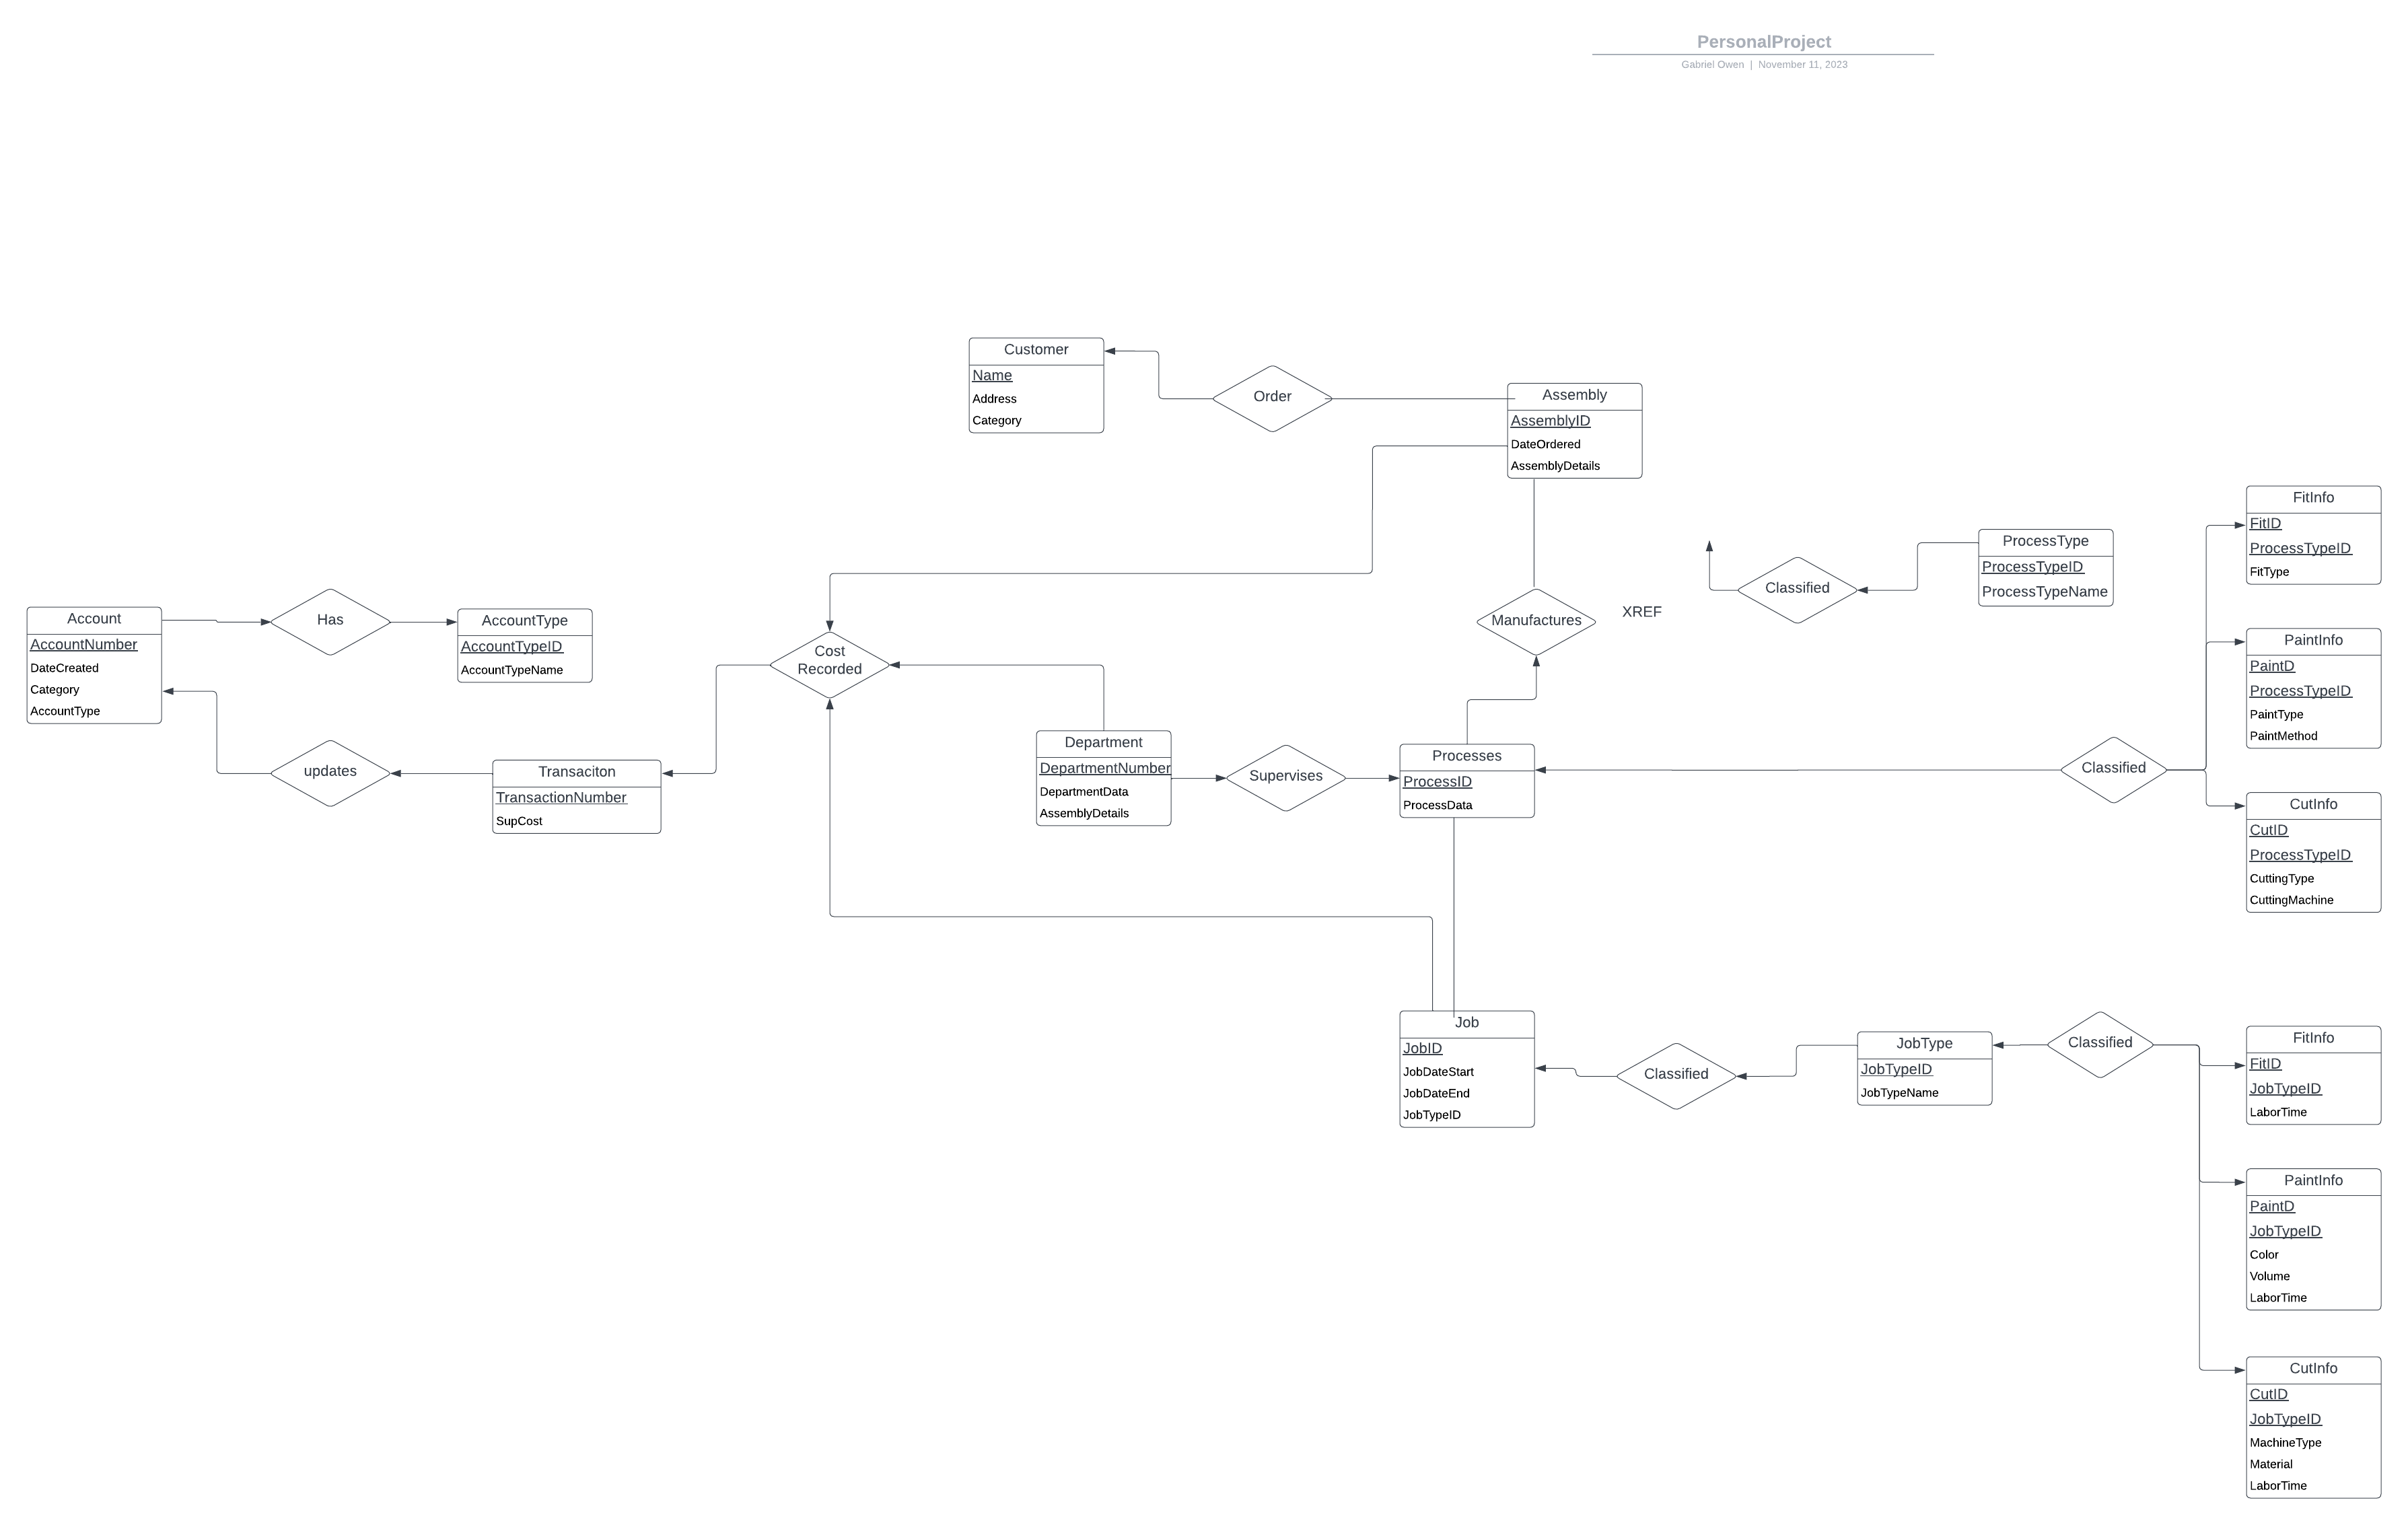 PersonalProject
Gabriel Owen | November 11, 2023
Customer
Name
Address
Category
Order
Assembly
AssemblyID
DateOrdered
AssemblyDetails
Account
AccountNumber
DateCreated
Category
AccountType
Has
AccountType
AccountTypeID
AccountTypeName
updates
Transaciton
TransactionNumber
SupCost
Cost
Recorded
Department
DepartmentNumber
DepartmentData
AssemblyDetails
Supervises
Processes
ProcessID
ProcessData
Manufactures
XREF
Classified
ProcessType
ProcessTypeID
ProcessTypeName
Classified
FitInfo
FitID
ProcessTypeID
FitType
PaintInfo
PaintD
ProcessTypeID
PaintType
PaintMethod
CutInfo
CutID
ProcessTypeID
CuttingType
CuttingMachine
Job
JobID
JobDateStart
JobDateEnd
JobTypeID
Classified
JobType
JobTypeID
JobTypeName
Classified
FitInfo
FitID
JobTypeID
LaborTime
PaintInfo
PaintD
JobTypeID
Color
Volume
LaborTime
CutInfo
CutID
JobTypeID
MachineType
Material
LaborTime